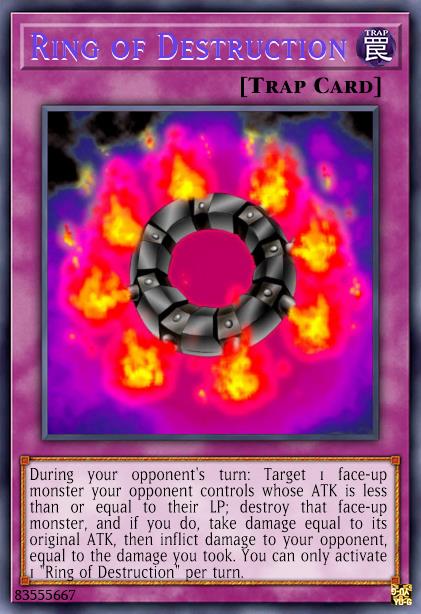 Ring of Destruction
TRAP
罠
[Trap Card]
During your opponent's turn: Target 1 face-up
monster your opponent controls whose ATK is less
than or equal to their LP; destroy that face-up
monster, and if you do, take damage equal to its
original ATK, then inflict damage to your opponent,
equal to the damage you took. You can only activate
1 "Ring of Destruction" per turn.
83555667